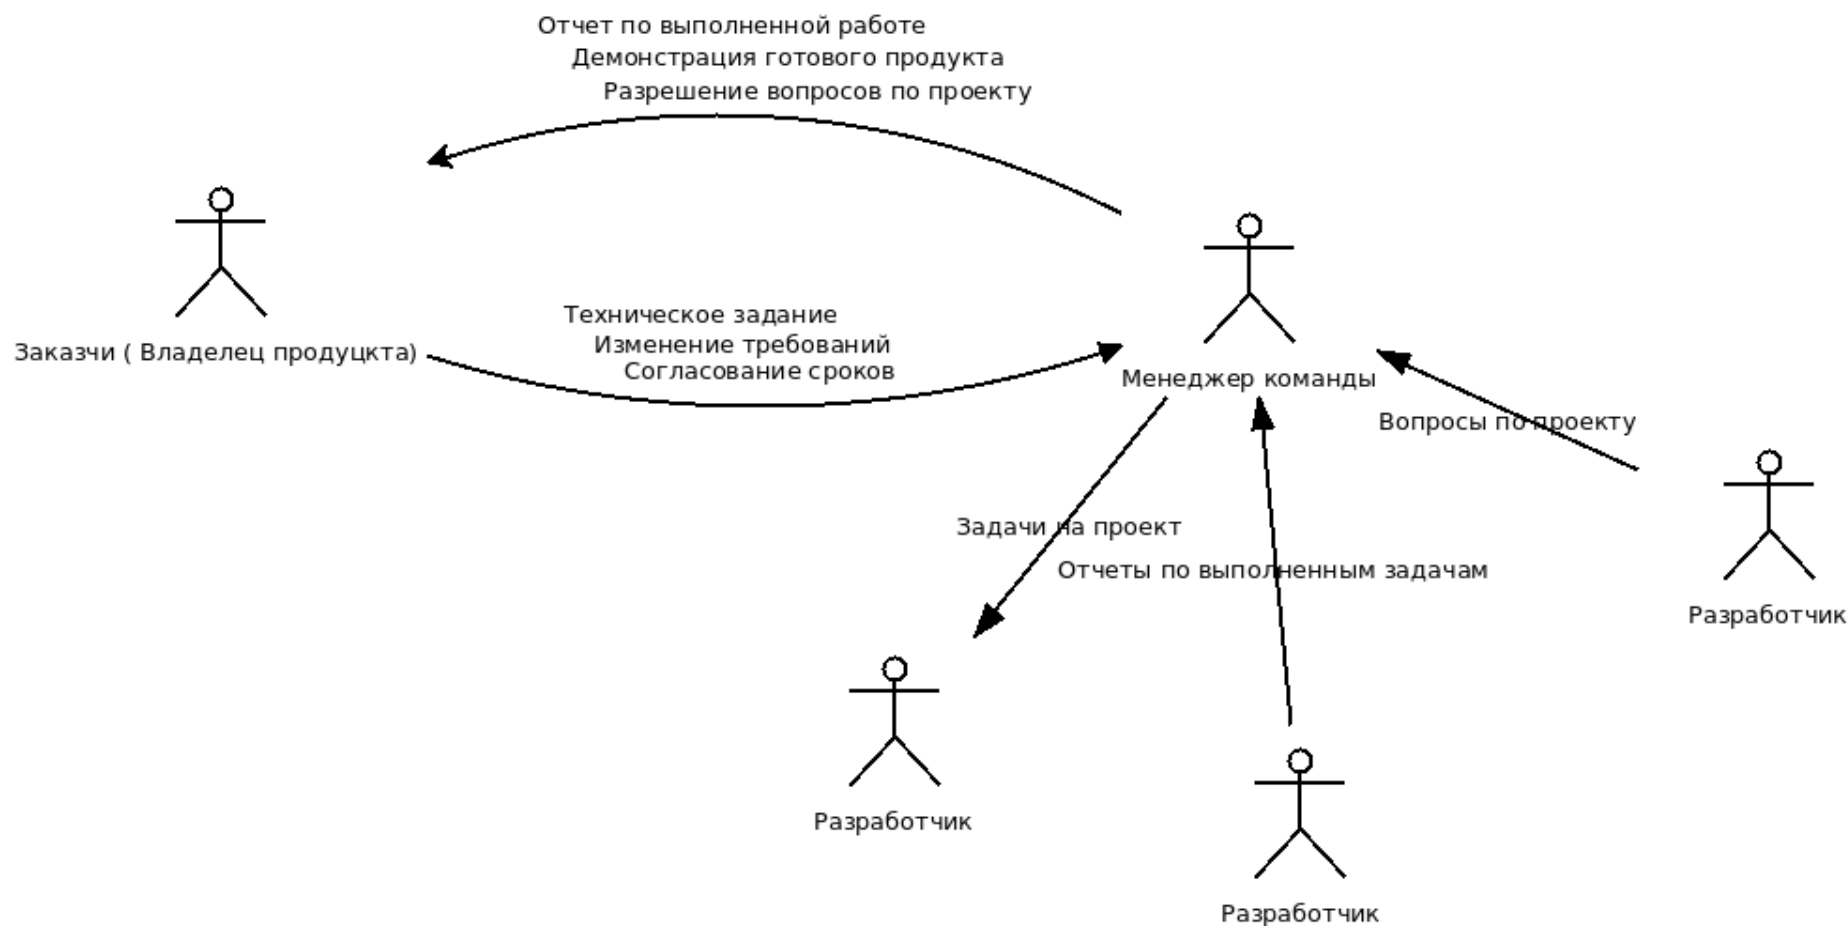 Отчет по выполненной работе
Демонстрация готового продукта
Разрешение вопросов по проекту
Техническое задание
Изменение требований
Согласование сроков
Заказчи ( Владелец продуцкта)
Менеджер команды
Вопросы по проекту
Задачи на проект
Отчеты по выполненным задачам
Разработчик
Разработчик
Разработчик